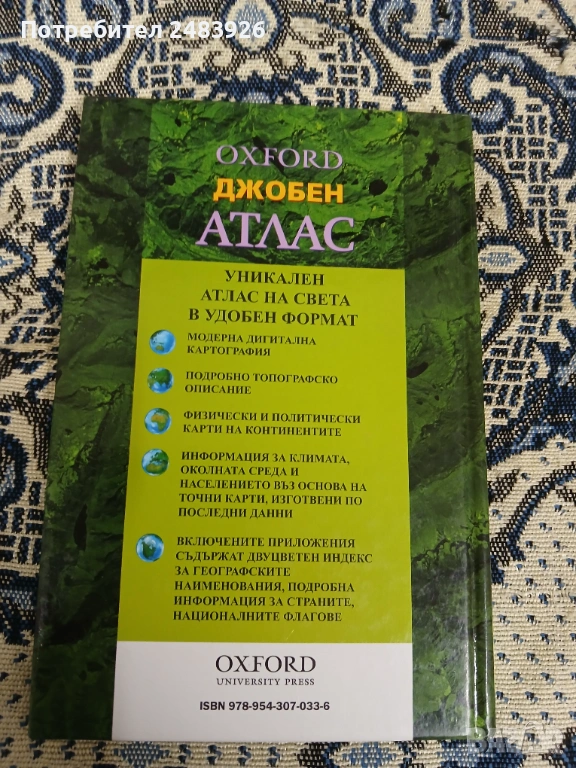 Потребител 2483926
OXFORD
ДЖОБЕН
АТЛАС
УНИКАЛЕН
АТЛАС НА СВЕТА
В УДОБЕН ФОРМАТ
МОДЕРНА ДИГИТАЛНА
КАРТОГРАФИЯ
ПОДРОБНО ТОПОГРАФСКО
ОПИСАНИЕ
ФИЗИЧЕСКИ И ПОЛИТИЧЕСКИ
КАРТИ НА КОНТИНЕНТИТЕ
ИНФОРМАЦИЯ ЗА КЛИМАТА,
ОКОЛНАТА СРЕДА И
НАСЕЛЕНИЕТО ВЪЗ ОСНОВА НА
ТОЧНИ КАРТИ, ИЗГОТВЕНИ ПО
ПОСЛЕДНИ ДАННИ
ВКЛЮЧЕНИТЕ ПРИЛОЖЕНИЯ
СЪДЪРЖАТ ДВУЦВЕТЕН ИНДЕКС
ЗА ГЕОГРАФСКИТЕ
НАИМЕНОВАНИЯ, ПОДРОБНА
ИНФОРМАЦИЯ ЗА СТРАНИТЕ,
НАЦИОНАЛНИТЕ ФЛАГОВЕ
OXFORD
UNIVERSITY PRESS
ISBN 978-954-307-033-6